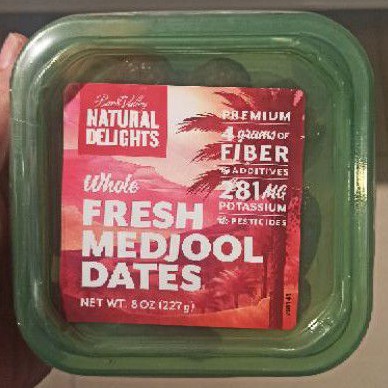 Bard Valley
NATURAL
DELIGHTS
Whole
FRESH
MEDJOOL
DATES
NET WT. 8 OZ (227g)
PREMIUM
4 grams OF
FIBER
ADDITIVES
281 MG
POTASSIUM
PESTICIDES